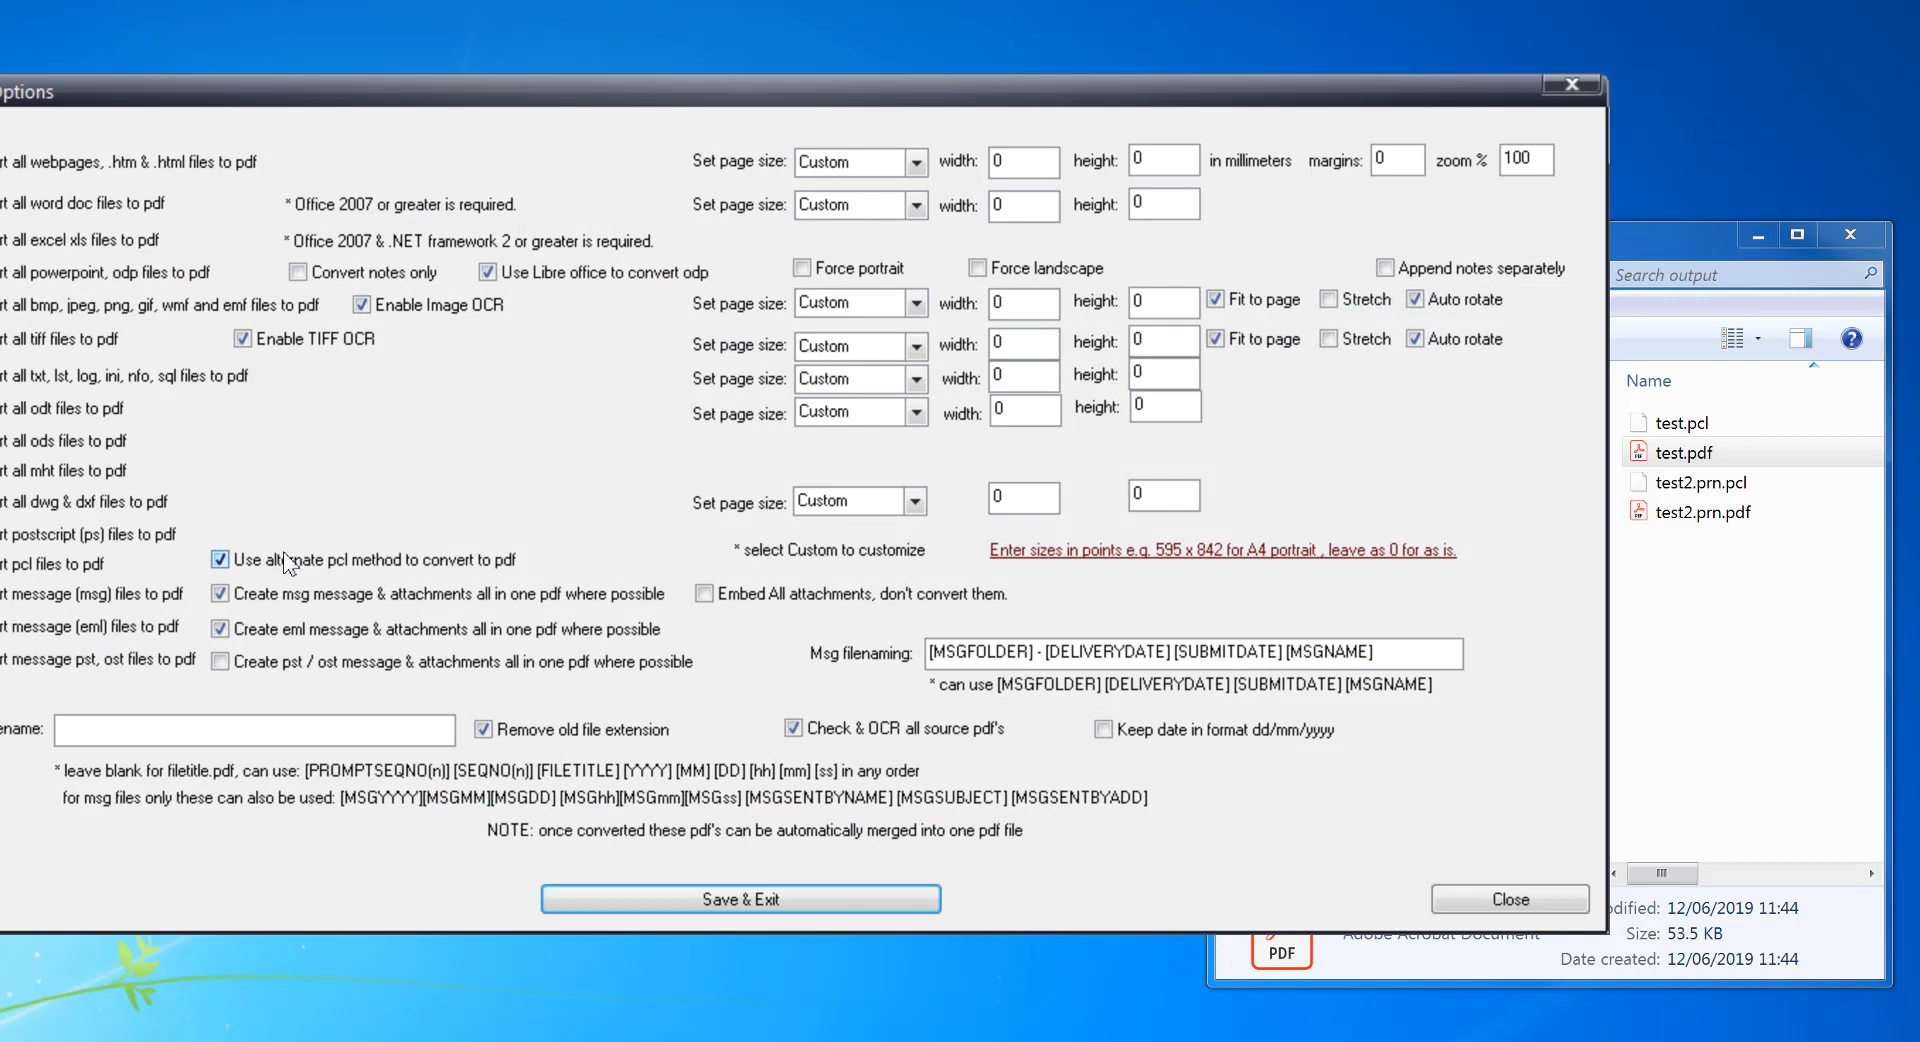 Options
rt all webpages, .htm & .html files to pdf Set page size: Custom width: 0 height: 0 in millimeters margins: 0 zoom % 100
rt all word doc files to pdf * Office 2007 or greater is required. Set page size: Custom width: 0 height: 0
rt all excel xls files to pdf * Office 2007 & .NET framework 2 or greater is required.
rt all powerpoint, odp files to pdf Convert notes only Use Libre office to convert odp Force portrait Force landscape Append notes separately
rt all bmp, jpeg, png, gif, wmf and emf files to pdf Enable Image OCR Set page size: Custom width: 0 height: 0 Fit to page Stretch Auto rotate
rt all tiff files to pdf Enable TIFF OCR Set page size: Custom width: 0 height: 0 Fit to page Stretch Auto rotate
rt all txt, lst, log, ini, nfo, sql files to pdf Set page size: Custom width: 0 height: 0
rt all odt files to pdf Set page size: Custom width: 0 height: 0
rt all ods files to pdf
rt all mht files to pdf
rt all dwg & dxf files to pdf Set page size: Custom 0 0
rt postscript (ps) files to pdf
rt pcl files to pdf Use alternate pcl method to convert to pdf * select Custom to customize Enter sizes in points e.g. 595 x 842 for A4 portrait , leave as 0 for as is.
rt message (msg) files to pdf Create msg message & attachments all in one pdf where possible Embed All attachments, don't convert them.
rt message (eml) files to pdf Create eml message & attachments all in one pdf where possible
rt message pst, ost files to pdf Create pst / ost message & attachments all in one pdf where possible Msg filenaming: [MSGFOLDER] - [DELIVERYDATE] [SUBMITDATE] [MSGNAME]
* can use [MSGFOLDER] [DELIVERYDATE] [SUBMITDATE] [MSGNAME]
ename: Remove old file extension Check & OCR all source pdf's Keep date in format dd/mm/yyyy
* leave blank for filetitle.pdf, can use: [PROMPTSEQNO(n)] [SEQNO(n)] [FILETITLE] [YYYY] [MM] [DD] [hh] [mm] [ss] in any order
for msg files only these can also be used: [MSGYYYY][MSGMM][MSGDD] [MSGhh][MSGmm][MSGss] [MSGSENTBYNAME] [MSGSUBJECT] [MSGSENTBYADD]
NOTE: once converted these pdf's can be automatically merged into one pdf file
Save & Exit Close
Search output
Name
test.pcl
test.pdf
test2.prn.pcl
test2.prn.pdf
PDF
Adobe Acrobat Document
dified: 12/06/2019 11:44
Size: 53.5 KB
Date created: 12/06/2019 11:44